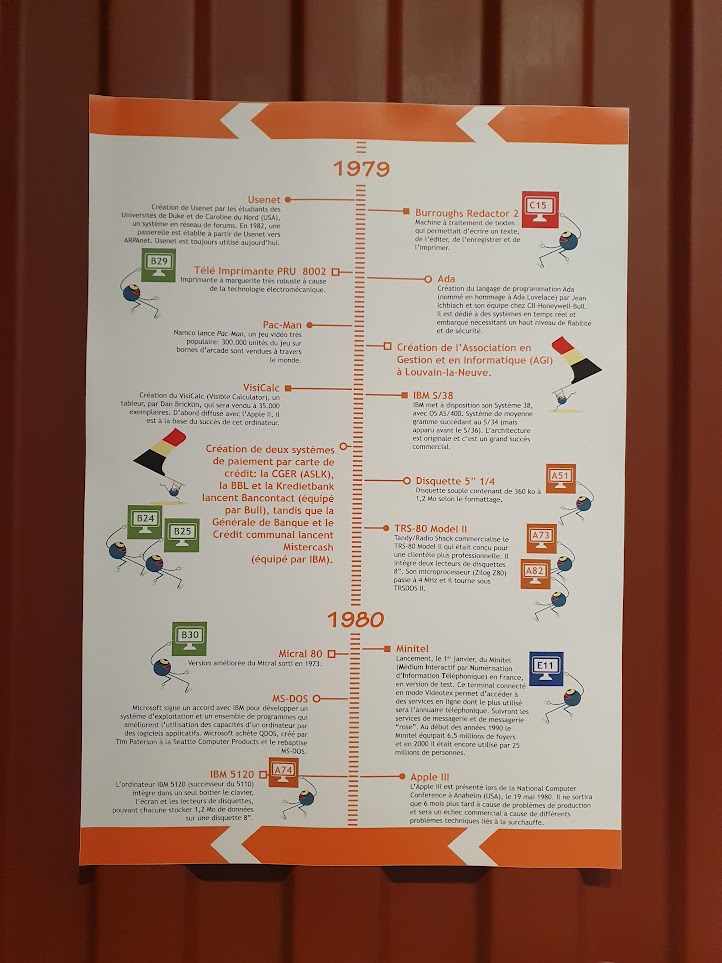 1979
Usenet
Création de Usenet par les étudiants des
Universités de Duke et de Caroline du Nord (USA),
un système en réseau de forums. En 1982, une
passerelle est établie à partir de Usenet vers
ARPAnet. Usenet est toujours utilisé aujourd'hui.
C15
Burroughs Redactor 2
Machine à traitement de textes
qui permettait d'écrire un texte,
de l'éditer, de l'enregistrer et de
l'imprimer.
B29
Télé Imprimante PRU 8002
Imprimante à marguerite très robuste à cause
de la technologie électromécanique.
Ada
Création du langage de programmation Ada
(nommé en hommage à Ada Lovelace) par Jean
Ichbiach et son équipe chez CII-Honeywell-Bull.
Il est dédié à des systèmes en temps réel et
embarqué nécessitant un haut niveau de fiabilité
et de sécurité.
Pac-Man
Namco lance Pac-Man, un jeu vidéo très
populaire: 300.000 unités du jeu sur
bornes d'arcade sont vendues à travers
le monde.
Création de l'Association en
Gestion et en Informatique (AGI)
à Louvain-la-Neuve.
VisiCalc
Création du VisiCalc (Visible Calculator), un
tableur, par Dan Bricklin, qui sera vendu à 35.000
exemplaires. D'abord diffusé avec l'Apple II, il
est à la base du succès de cet ordinateur.
IBM S/38
IBM met à disposition son Système 38,
avec OS AS/400. Système de moyenne
gramme succédant au S/34 (mais
apparu avant le S/36). L'architecture
est originale et c'est un grand succès
commercial.
Création de deux systèmes
de paiement par carte de
crédit: la CGER (ASLK),
la BBL et la Kredietbank
lancent Bancontact (équipé
par Bull), tandis que la
Générale de Banque et le
Crédit communal lancent
Mistercash
(équipé par IBM).
B24
B25
A51
Disquette 5" 1/4
Disquette souple contenant de 360 ko à
1,2 Mo selon le formattage.
TRS-80 Model II
Tandy/Radio Shack commercialise le
TRS-80 Model II qui était conçu pour
une clientèle plus professionnelle. Il
intègre deux lecteurs de disquettes
8". Son microprocesseur (Zilog Z80)
passe à 4 MHz et il tourne sous
TRSDOS II.
A73
A82
1980
B30
Micral 80
Version améliorée du Micral sorti en 1973.
Minitel
Lancement, le 1er janvier, du Minitel
(Médium Interactif par Numérisation
d'Information Téléphonique) en France,
en version de test. Ce terminal connecté
en mode Videotex permet d'accéder à
des services en ligne dont le plus utilisé
sera l'annuaire téléphonique. Suivront les
services de messagerie et de messagerie
"rose". Au début des années 1990 le
Minitel équipait 6,5 millions de foyers
et en 2000 il était encore utilisé par 25
millions de personnes.
E11
MS-DOS
Microsoft signe un accord avec IBM pour développer un
système d'exploitation et un ensemble de programmes qui
améliorent l'utilisation des capacités d'un ordinateur par
des logiciels applicatifs. Microsoft achète QDOS, créé par
Tim Paterson à la Seattle Computer Products et le rebaptise
MS-DOS.
IBM 5120
A74
L'ordinateur IBM 5120 (successeur du 5110)
intègre dans un seul boitier le clavier,
l'écran et les lecteurs de disquettes,
pouvant chacune stocker 1,2 Mo de données
sur une disquette 8".
Apple III
L'Apple III est présenté lors de la National Computer
Conference à Anaheim (USA), le 19 mai 1980. Il ne sortira
que 6 mois plus tard à cause de problèmes de production
et sera un échec commercial à cause de différents
problèmes techniques liés à la surchauffe.